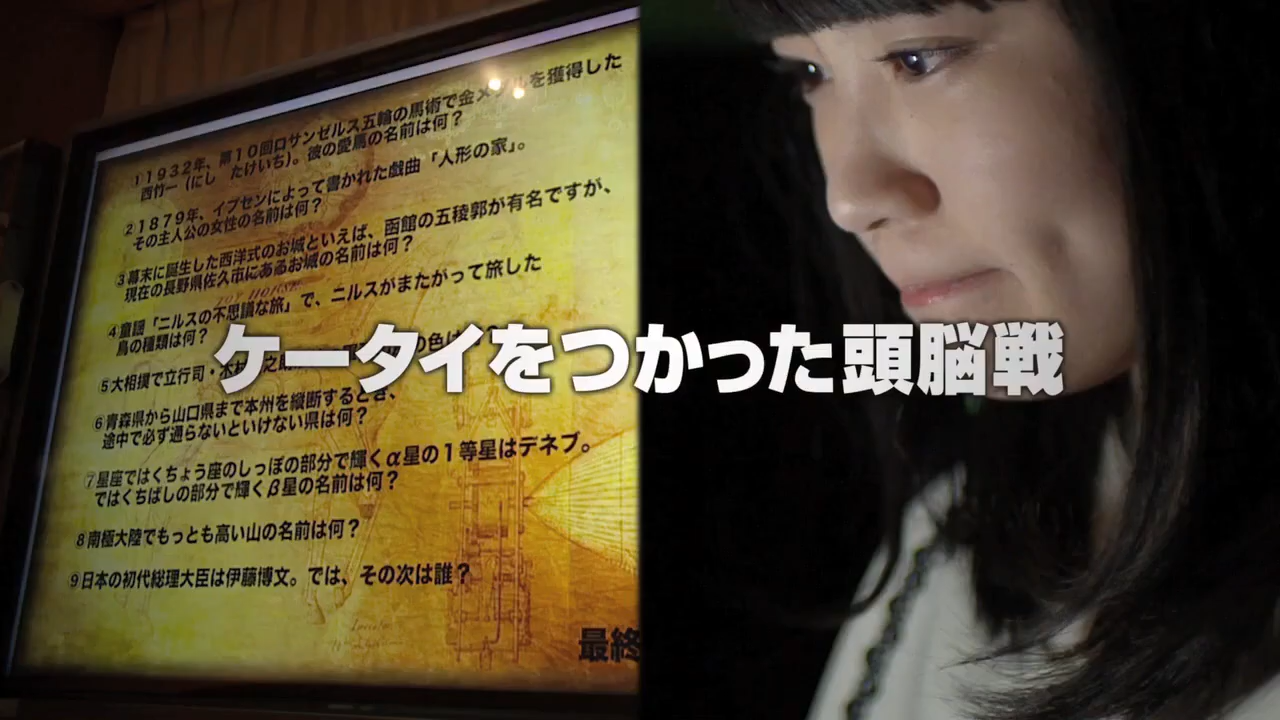 ①１９３２年、第１０回ロサンゼルス五輪の馬術で金メダルを獲得した
西竹一（にし　たけいち）。彼の愛馬の名前は何？
②１８７９年、イプセンによって書かれた戯曲「人形の家」。
その主人公の女性の名前は何？
③幕末に誕生した西洋式のお城といえば、函館の五稜郭が有名ですが、
現在の長野県佐久市にあるお城の名前は何？
④童謡「ニルスの不思議な旅」で、ニルスがまたがって旅した
鳥の種類は何？
ケータイをつかった頭脳戦
⑤大相撲で立行司・木村 の色は
⑥青森県から山口県まで本州を縦断するとき、
途中で必ず通らないといけない県は何？
⑦星座ではくちょう座のしっぽの部分で輝くα星の１等星はデネブ。
ではくちばしの部分で輝くβ星の名前は何？
⑧南極大陸でもっとも高い山の名前は何？
⑨日本の初代総理大臣は伊藤博文。では、その次は誰？
最終